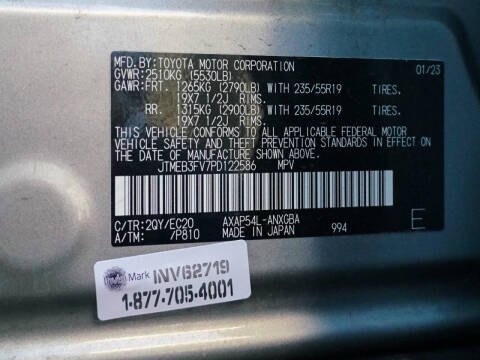 MFD.BY: TOYOTA MOTOR CORPORATION 01/23
GVWR: 2510KG (5530LB)
GAWR: FRT. 1265KG (2790LB) WITH 235/55R19 TIRES.
19X7 1/2J RIMS.
RR. 1315KG (2900LB) WITH 235/55R19 TIRES.
19X7 1/2J RIMS.
THIS VEHICLE CONFORMS TO ALL APPLICABLE FEDERAL MOTOR
VEHICLE SAFETY STANDARDS IN EFFECT ON THE DATE OF
MANUFACTURE SHOWN ABOVE.
JTMEB3FV7PD122586 MPV
C/TR: 2QY/EC20 AXAP54L-ANXGBA E
A/TM: /P810 MADE IN JAPAN 994
Mark INV62719
1-877-705-4001